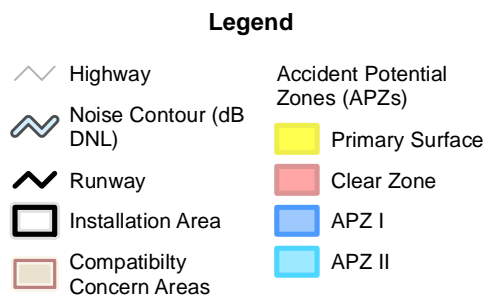 Legend
Highway
Noise Contour (dB
DNL)
Runway
Installation Area
Compatibilty
Concern Areas
Accident Potential
Zones (APZs)
Primary Surface
Clear Zone
APZ I
APZ II